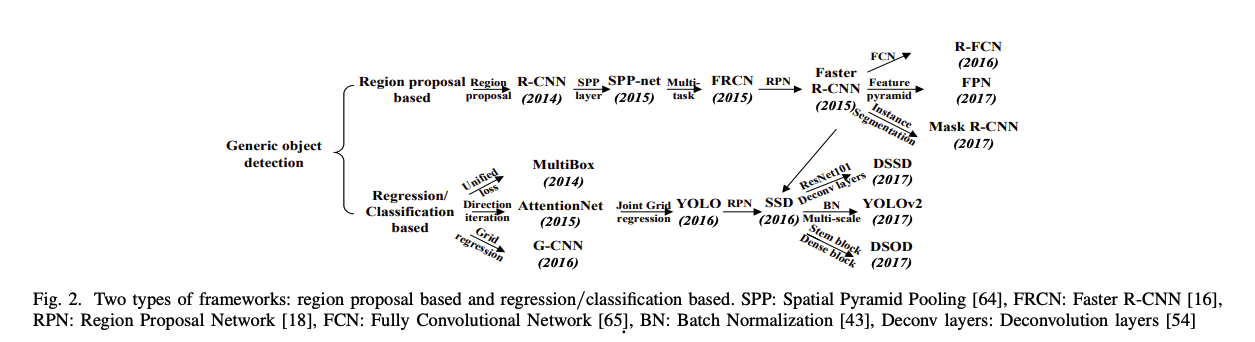 Generic object
detection
Region proposal
based
Region
proposal
R-CNN
(2014)
SPP
layer
SPP-net
(2015)
Multi-
task
FRCN
(2015)
RPN
Faster
R-CNN
(2015)
FCN
R-FCN
(2016)
Feature
pyramid
FPN
(2017)
Instance
Segmentation
Mask R-CNN
(2017)
Regression/
Classification
based
Unified
loss
MultiBox
(2014)
Direction
iteration
AttentionNet
(2015)
Grid
regression
G-CNN
(2016)
Joint Grid
regression
YOLO
(2016)
RPN
SSD
(2016)
ResNet101
Deconv layers
DSSD
(2017)
BN
Multi-scale
YOLOv2
(2017)
Stem block
Dense block
DSOD
(2017)
Fig. 2. Two types of frameworks: region proposal based and regression/classification based. SPP: Spatial Pyramid Pooling [64], FRCN: Faster R-CNN [16],
RPN: Region Proposal Network [18], FCN: Fully Convolutional Network [65], BN: Batch Normalization [43], Deconv layers: Deconvolution layers [54]